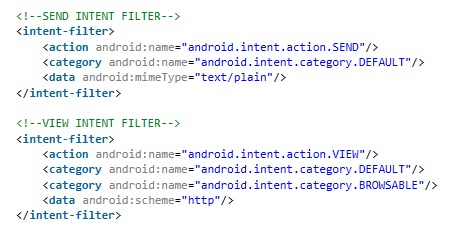 <!--SEND INTENT FILTER-->
<intent-filter>
<action android:name="android.intent.action.SEND"/>
<category android:name="android.intent.category.DEFAULT"/>
<data android:mimeType="text/plain"/>
</intent-filter>
<!--VIEW INTENT FILTER-->
<intent-filter>
<action android:name="android.intent.action.VIEW"/>
<category android:name="android.intent.category.DEFAULT"/>
<category android:name="android.intent.category.BROWSABLE"/>
<data android:scheme="http"/>
</intent-filter>